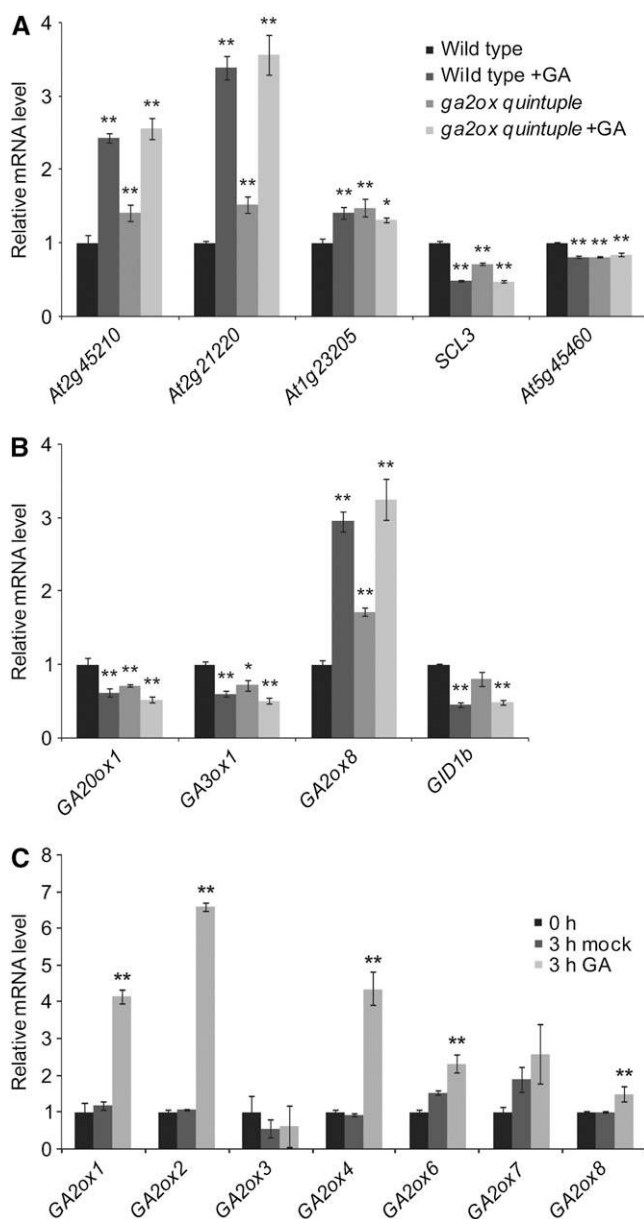 A
Relative mRNA level
4
3
2
1
0
Wild type
Wild type +GA
ga2ox quintuple
ga2ox quintuple +GA
** ** **
** ** **
** ** *
** ** **
** ** **
At2g45210
At2g21220
At1g23205
SCL3
At5g45460
B
Relative mRNA level
4
3
2
1
0
** ** **
** * **
** ** **
** **
GA20ox1
GA3ox1
GA2ox8
GID1b
C
Relative mRNA level
8
7
6
5
4
3
2
1
0
0 h
3 h mock
3 h GA
**
**
**
**
**
GA2ox1
GA2ox2
GA2ox3
GA2ox4
GA2ox6
GA2ox7
GA2ox8